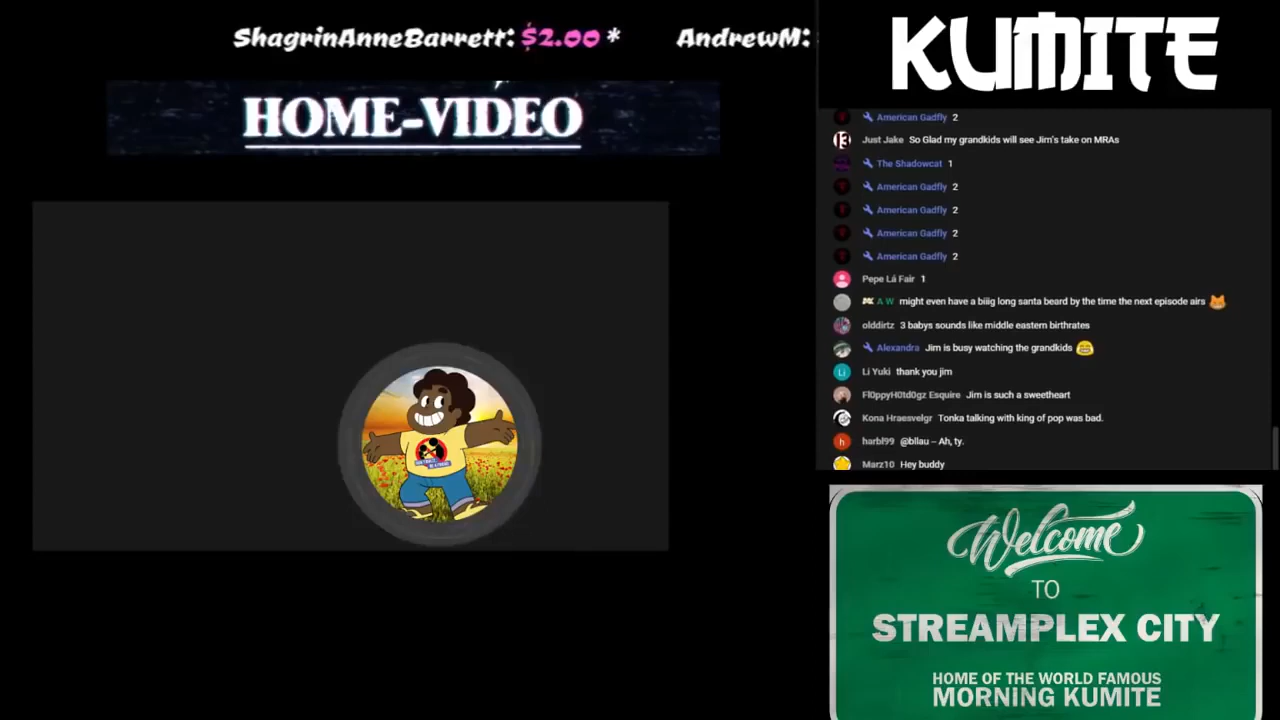 ShagrinAnneBarrett: $2.00 * AndrewM:
HOME-VIDEO
KUMITE
American Gadfly 2
13 Just Jake So Glad my grandkids will see Jim's take on MRAs
The Shadowcat 1
American Gadfly 2
American Gadfly 2
American Gadfly 2
American Gadfly 2
Pepe Lá Fair 1
A W might even have a biiig long santa beard by the time the next episode airs
olddirtz 3 babys sounds like middle eastern birthrates
Alexandra Jim is busy watching the grandkids
Li Li Yuki thank you jim
Fl0ppyH0td0gz Esquire Jim is such a sweetheart
Kona Hraesvelgr Tonka talking with king of pop was bad.
h harbl99 @bllau – Ah, ty.
Marz10 Hey buddy
Welcome
TO
STREAMPLEX CITY
HOME OF THE WORLD FAMOUS
MORNING KUMITE